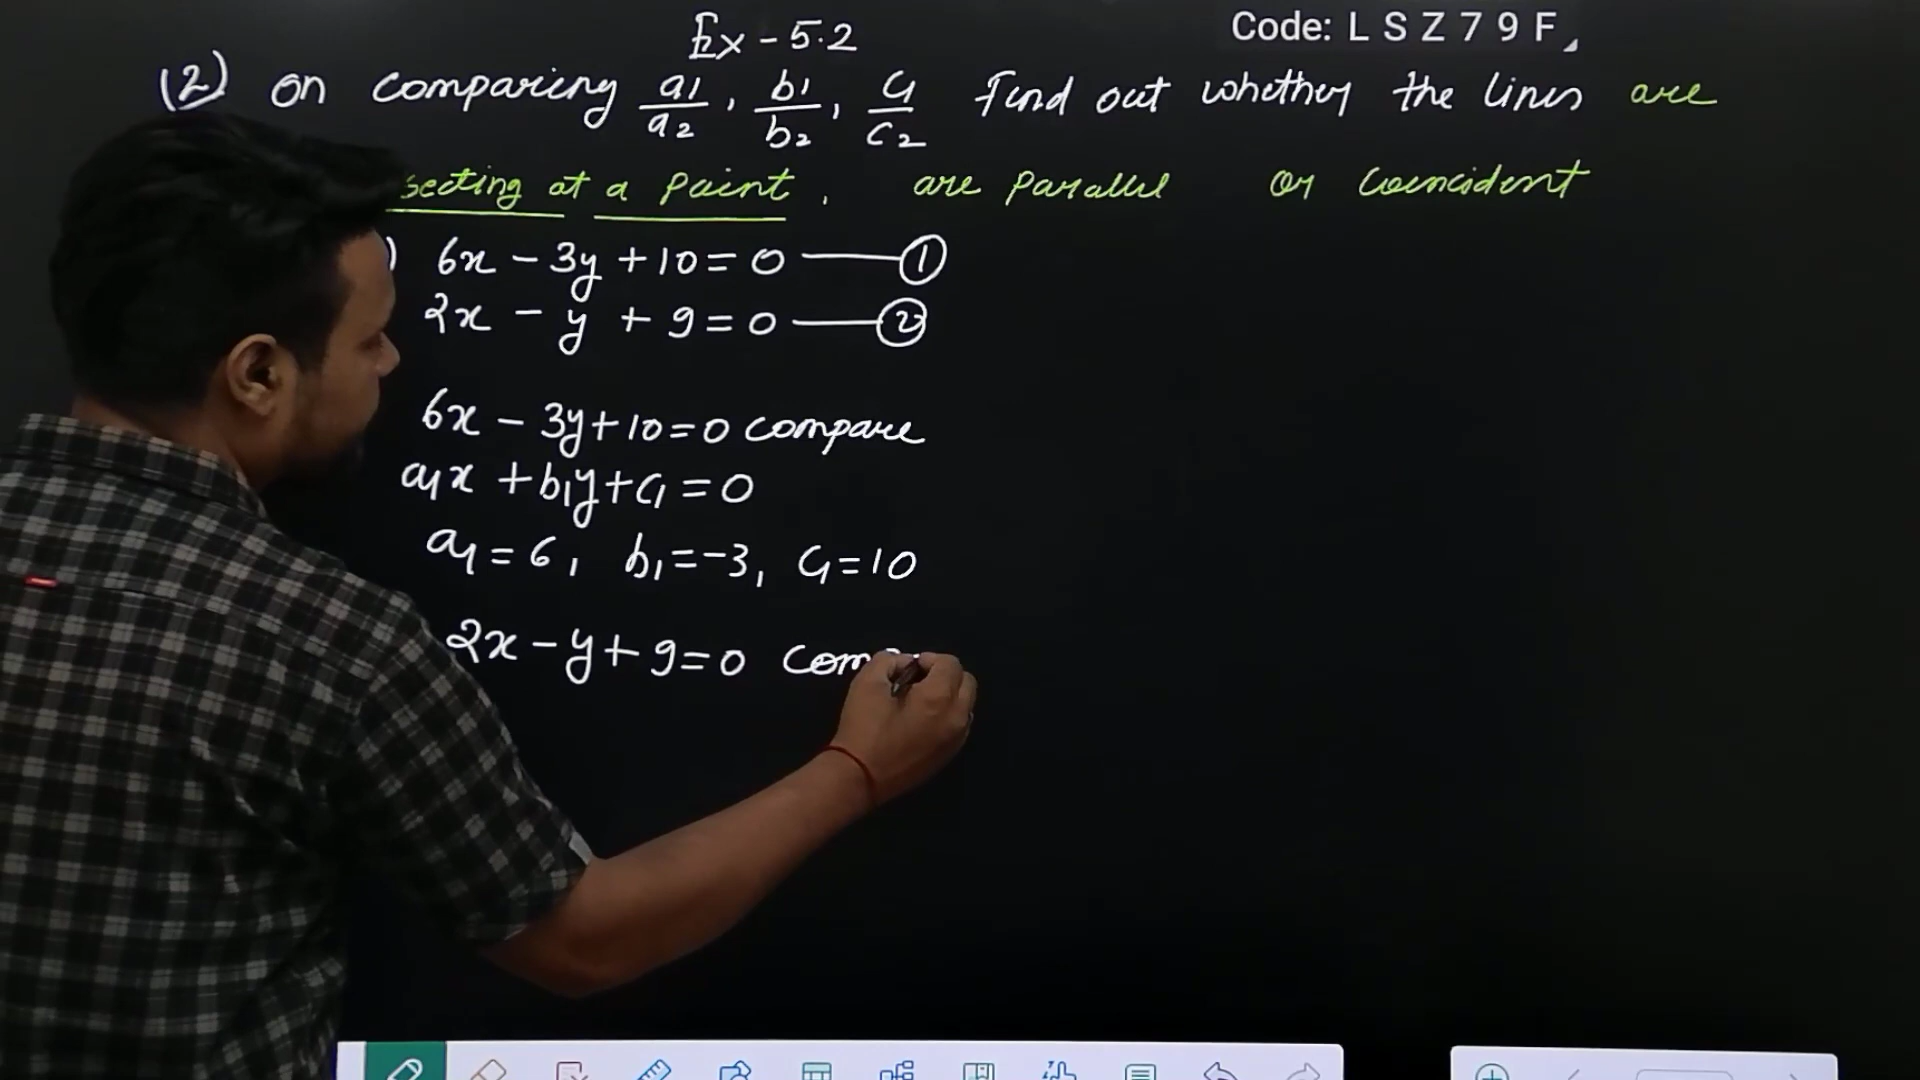 Ex - 5.2
Code: L S Z 7 9 F
(2) on comparing a1/a2, b1/b2, c1/c2 Find out whether the lines are
secting at a Point, are parallel or coincident
) 6x - 3y + 10 = 0 — ①
2x - y + 9 = 0 — ②
6x - 3y + 10 = 0 compare
a1x + b1y + c1 = 0
a1 = 6, b1 = -3, c1 = 10
2x - y + 9 = 0 com